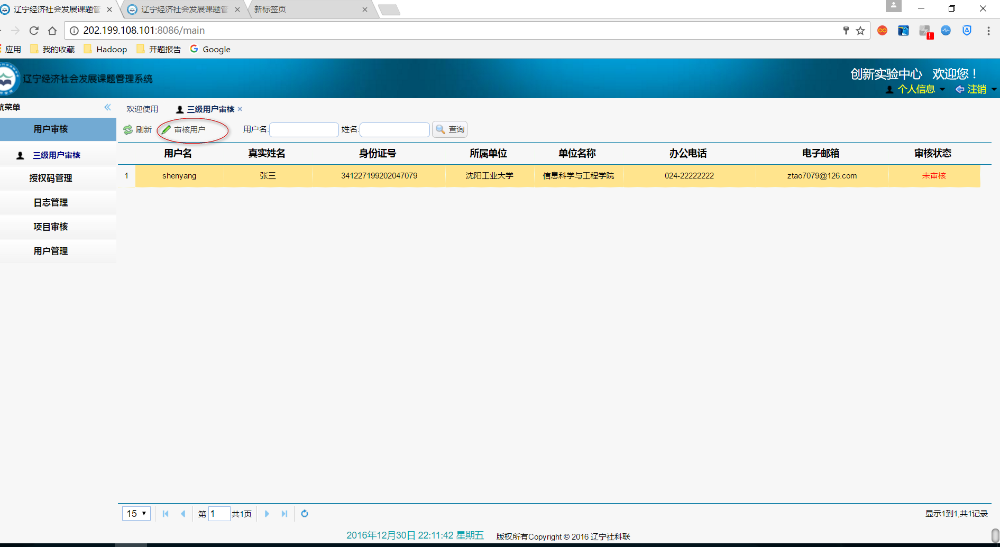 辽宁经济社会发展课题管 辽宁经济社会发展课题管 新标签页
202.199.108.101:8086/main
应用 我的收藏 Hadoop 开题报告 Google
辽宁经济社会发展课题管理系统
创新实验中心 欢迎您！
个人信息 注销
航菜单
欢迎使用 三级用户审核
用户审核
刷新 审核用户 用户名: 姓名: 查询
用户名 真实姓名 身份证号 所属单位 单位名称 办公电话 电子邮箱 审核状态
1 shenyang 张三 341227199202047079 沈阳工业大学 信息科学与工程学院 024-22222222 ztao7079@126.com 未审核
三级用户审核
授权码管理
日志管理
项目审核
用户管理
15 第 1 共1页 显示1到1,共1记录
2016年12月30日 22:11:42 星期五 版权所有Copyright © 2016 辽宁社科联